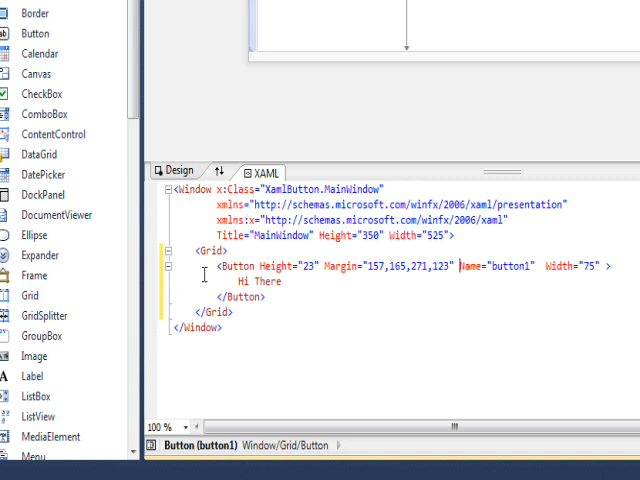 Border
Button
Calendar
Canvas
CheckBox
ComboBox
ContentControl
DataGrid
DatePicker
DockPanel
DocumentViewer
Ellipse
Expander
Frame
Grid
GridSplitter
GroupBox
Image
Label
ListBox
ListView
MediaElement
Menu
Design
XAML
<Window x:Class="XamlButton.MainWindow"
xmlns="http://schemas.microsoft.com/winfx/2006/xaml/presentation"
xmlns:x="http://schemas.microsoft.com/winfx/2006/xaml"
Title="MainWindow" Height="350" Width="525">
<Grid>
<Button Height="23" Margin="157,165,271,123" Name="button1"  Width="75" >
Hi There
</Button>
</Grid>
</Window>
100 %
Button (button1) Window/Grid/Button